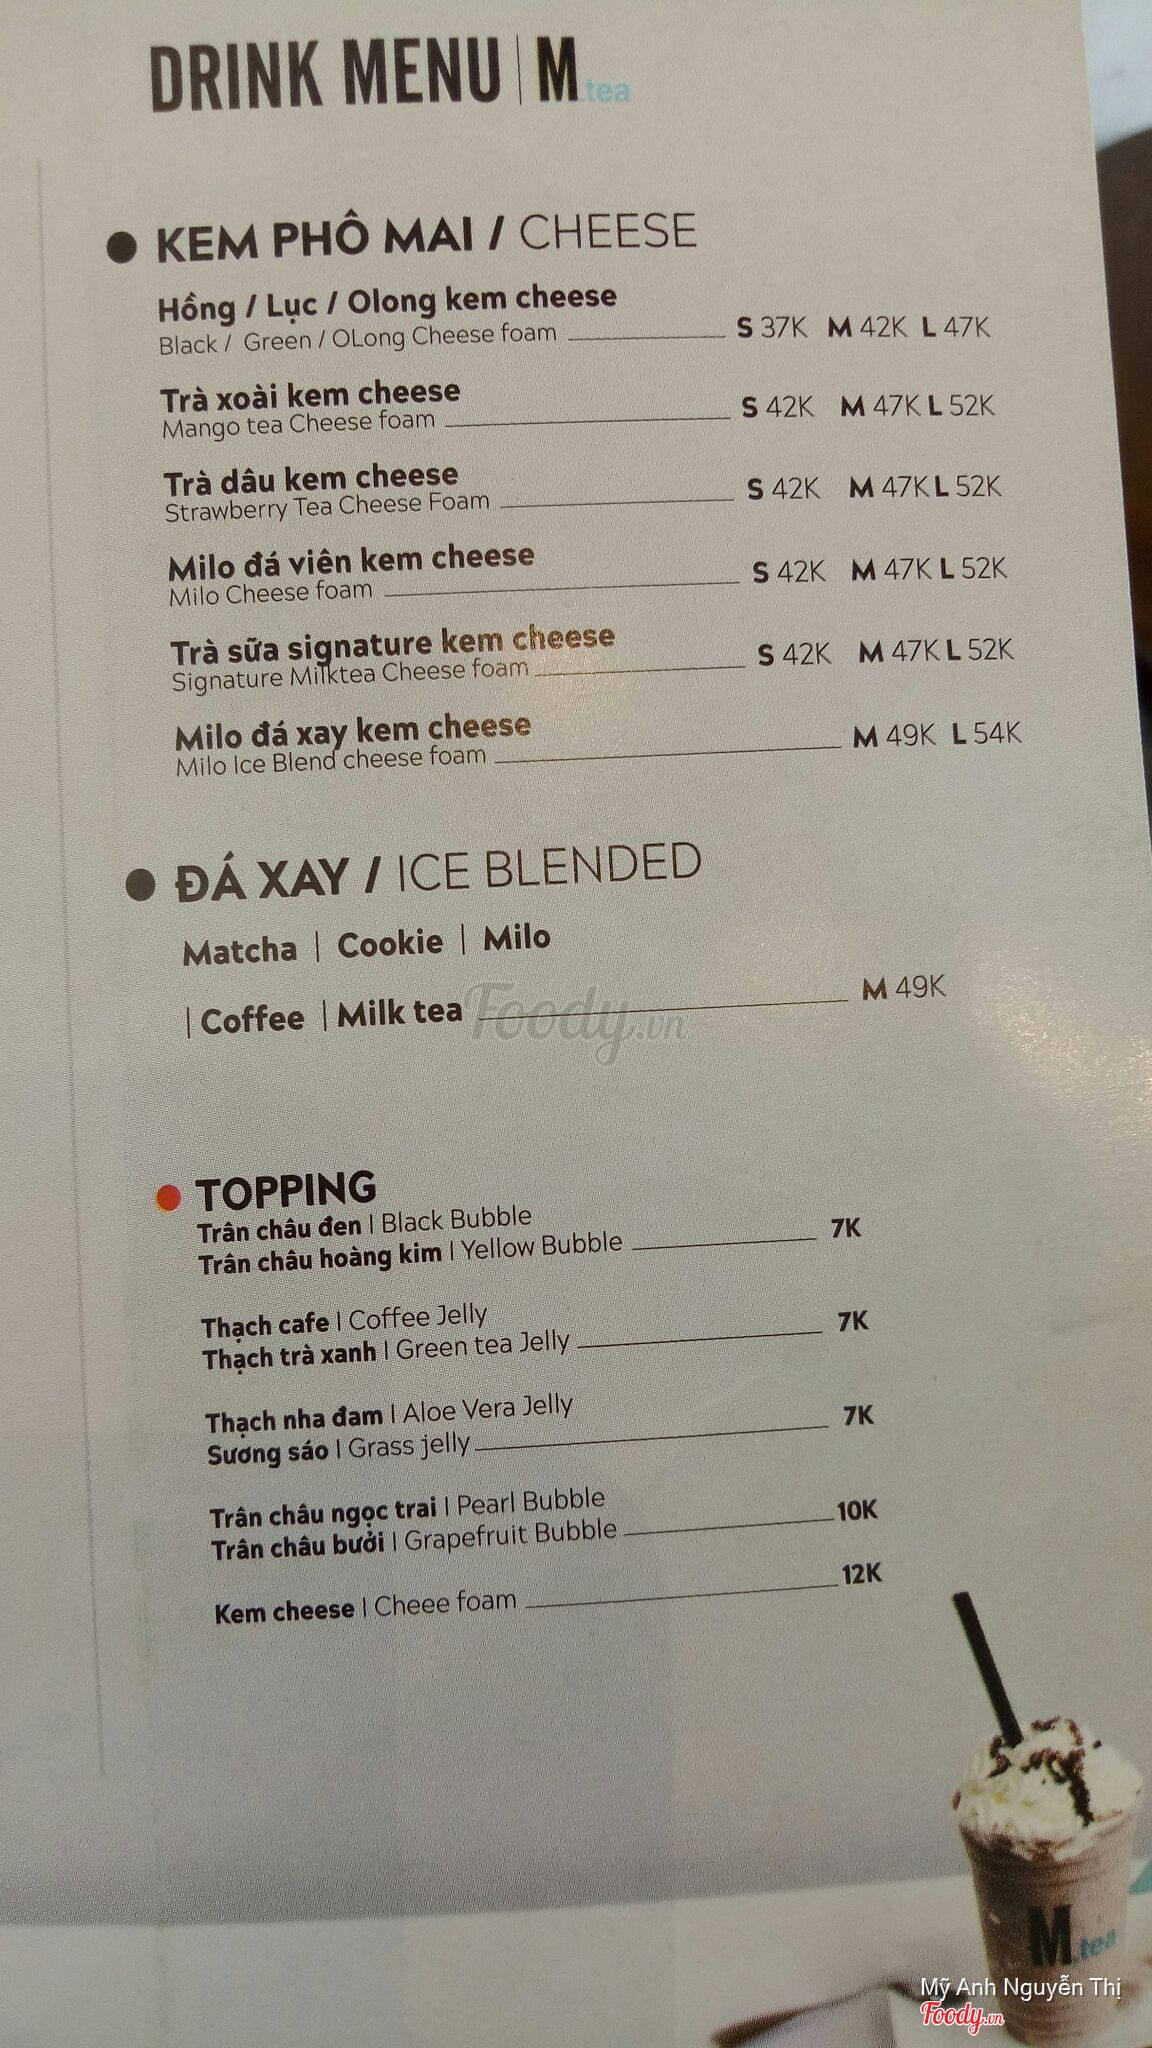 DRINK MENU | M.tea
KEM PHÔ MAI / CHEESE
Hồng / Lục / Olong kem cheese
Black / Green / OLong Cheese foam S 37K M 42K L 47K
Trà xoài kem cheese
Mango tea Cheese foam S 42K M 47K L 52K
Trà dâu kem cheese
Strawberry Tea Cheese Foam S 42K M 47K L 52K
Milo đá viên kem cheese
Milo Cheese foam S 42K M 47K L 52K
Trà sữa signature kem cheese
Signature Milktea Cheese foam S 42K M 47K L 52K
Milo đá xay kem cheese
Milo Ice Blend cheese foam M 49K L 54K
ĐÁ XAY / ICE BLENDED
Matcha | Cookie | Milo
| Coffee | Milk tea M 49K
Foody.vn
TOPPING
Trân châu đen | Black Bubble
Trân châu hoàng kim | Yellow Bubble 7K
Thạch cafe | Coffee Jelly
Thạch trà xanh | Green tea Jelly 7K
Thạch nha đam | Aloe Vera Jelly
Sương sáo | Grass jelly 7K
Trân châu ngọc trai | Pearl Bubble
Trân châu bưởi | Grapefruit Bubble 10K
Kem cheese | Cheee foam 12K
M.tea
Mỹ Anh Nguyễn Thị
Foody.vn